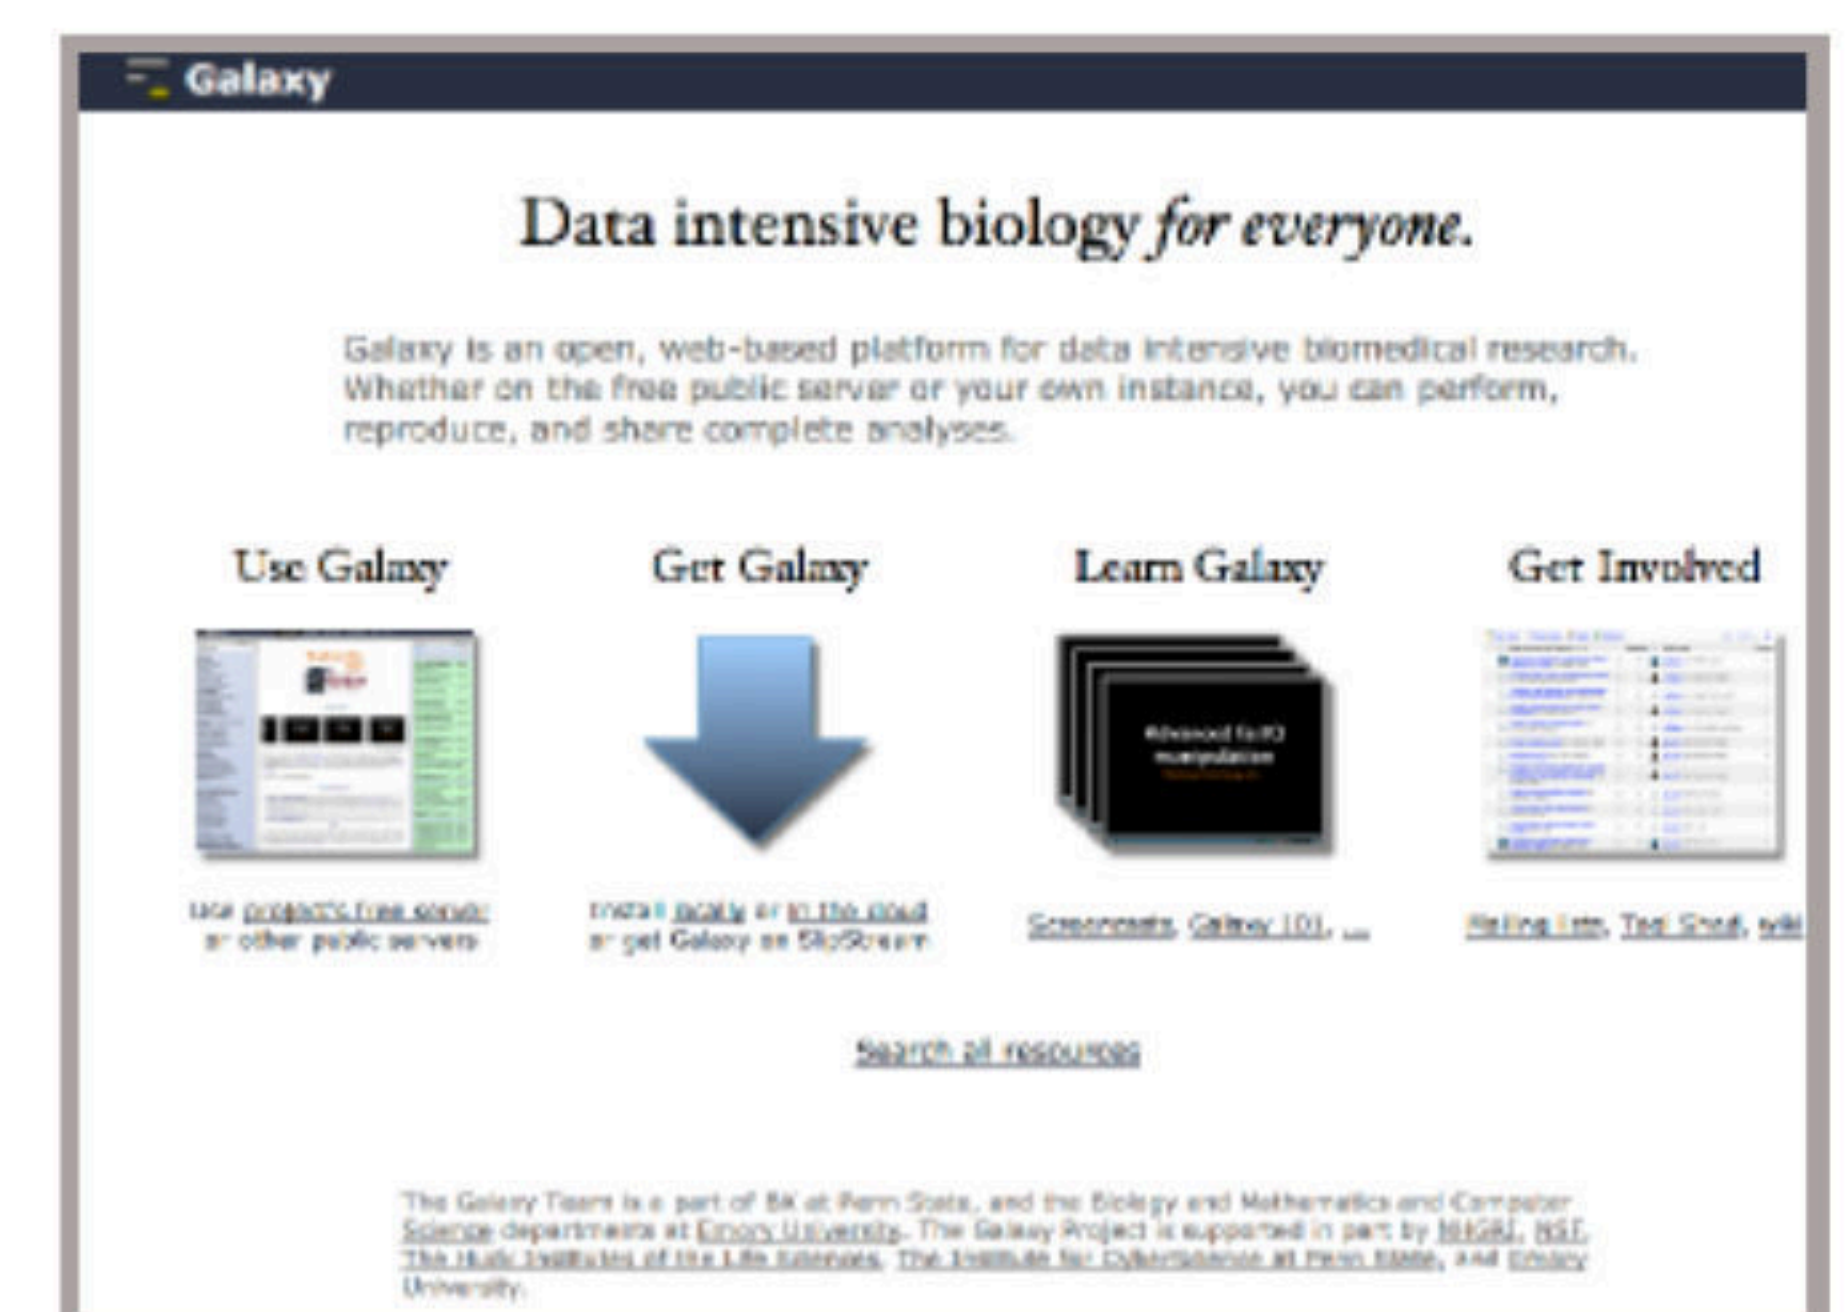 Galaxy
Data intensive biology for everyone.
Galaxy is an open, web-based platform for data intensive biomedical research.
Whether on the free public server or your own instance, you can perform,
reproduce, and share complete analyses.
Use Galaxy
Get Galaxy
Learn Galaxy
Get Involved
Advanced fastQ
manipulation
Use project's free server
or other public servers
Install locally or in the cloud
or get Galaxy on SlipStream
Screencasts, Galaxy 101, ...
Mailing lists, Tool Shed, wiki
Search all resources
The Galaxy Team is a part of BX at Penn State, and the Biology and Mathematics and Computer
Science departments at Emory University. The Galaxy Project is supported in part by NHGRI, NSF,
The Huck Institutes of the Life Sciences, The Institute for CyberScience at Penn State, and Emory
University.